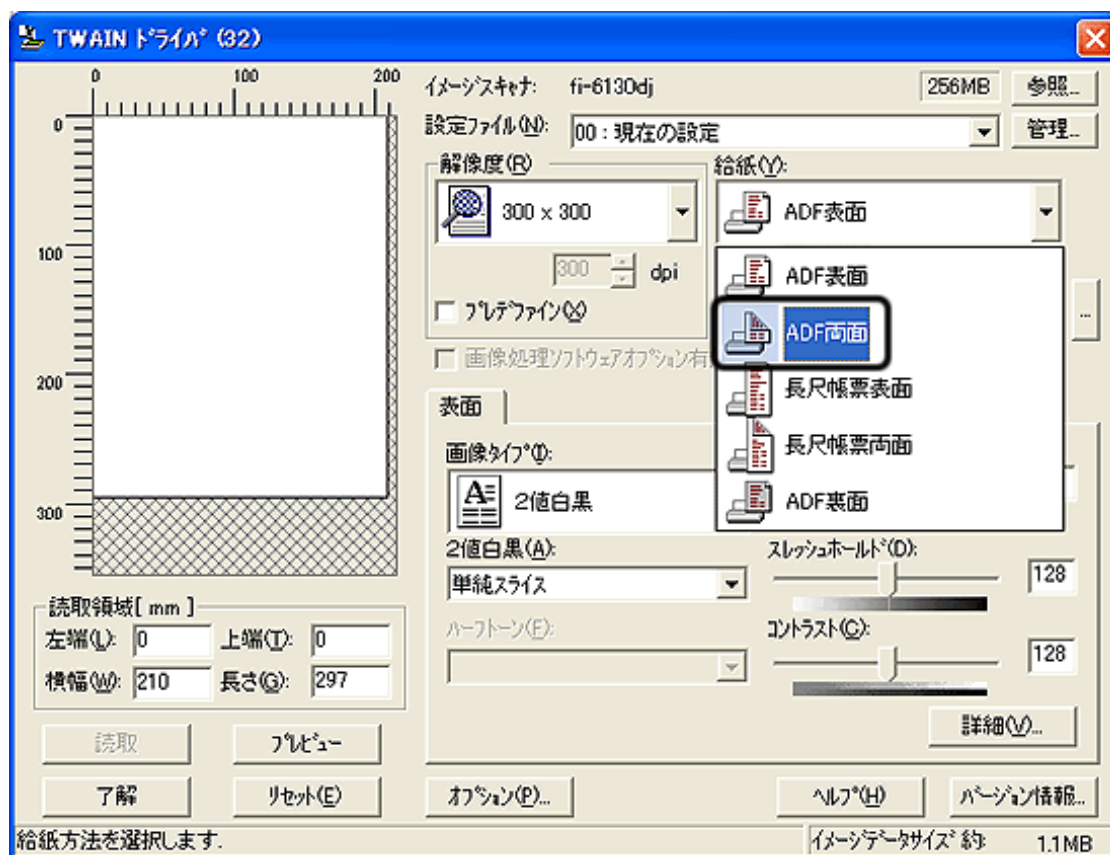 TWAIN ﾄﾞﾗｲﾊﾞ (32)
0 100 200
0
100
200
300
ｲﾒｰｼﾞｽｷｬﾅ: fi-6130dj 256MB 参照...
設定ﾌｧｲﾙ(N): 00 : 現在の設定 管理...
解像度(R)
300 × 300
300 dpi
ﾌﾟﾚﾃﾞﾌｧｲﾝ(X)
画像処理ｿﾌﾄｳｪｱｵﾌﾟｼｮﾝ有
給紙(Y):
ADF表面
ADF表面
ADF両面
長尺帳票表面
長尺帳票両面
ADF裏面
...
表面
画像ﾀｲﾌﾟ(I):
2値白黒
2値白黒(A):
単純ｽﾗｲｽ
ﾊｰﾌﾄｰﾝ(F):
ｽﾚｯｼｭﾎｰﾙﾄﾞ(D):
128
ｺﾝﾄﾗｽﾄ(C):
128
詳細(V)...
読取領域[ mm ]
左端(L): 0 上端(T): 0
横幅(W): 210 長さ(G): 297
読取 ﾌﾟﾚﾋﾞｭｰ
了解 ﾘｾｯﾄ(E) ｵﾌﾟｼｮﾝ(P)... ﾍﾙﾌﾟ(H) ﾊﾞｰｼﾞｮﾝ情報...
給紙方法を選択します. ｲﾒｰｼﾞﾃﾞｰﾀｻｲｽﾞ 約: 1.1MB